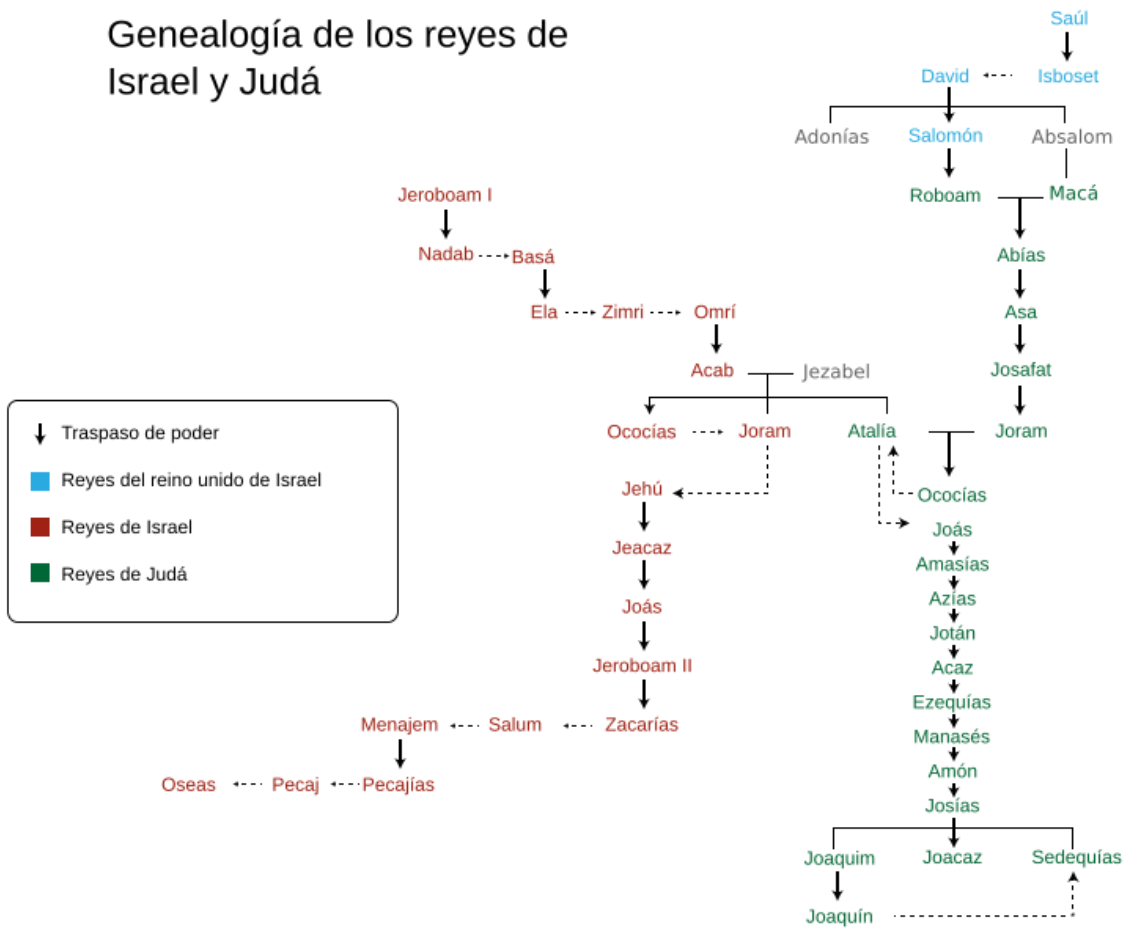 Genealogía de los reyes de
Israel y Judá
Saúl
David
Isboset
Adonías
Salomón
Absalom
Jeroboam I
Roboam
Macá
Nadab
Basá
Abías
Ela
Zimri
Omrí
Asa
Acab
Jezabel
Josafat
Ococías
Joram
Atalía
Joram
Traspaso de poder
Reyes del reino unido de Israel
Reyes de Israel
Reyes de Judá
Jehú
Ococías
Jeacaz
Joás
Amasías
Joás
Azías
Jotán
Jeroboam II
Acaz
Ezequías
Menajem
Salum
Zacarías
Manasés
Oseas
Pecaj
Pecajías
Amón
Josías
Joaquim
Joacaz
Sedequías
Joaquín